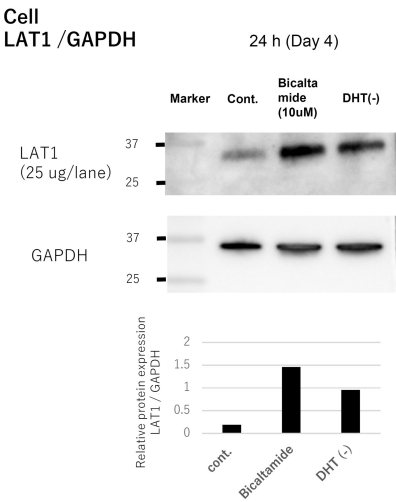 Cell
LAT1 /GAPDH
24 h (Day 4)
Marker
Cont.
Bicalta
mide
(10uM)
DHT(-)
LAT1
(25 ug/lane)
37
25
GAPDH
37
25
Relative protein expression
LAT1 / GAPDH
2
1.5
1
0.5
0
cont.
Bicaltamide
DHT (-)